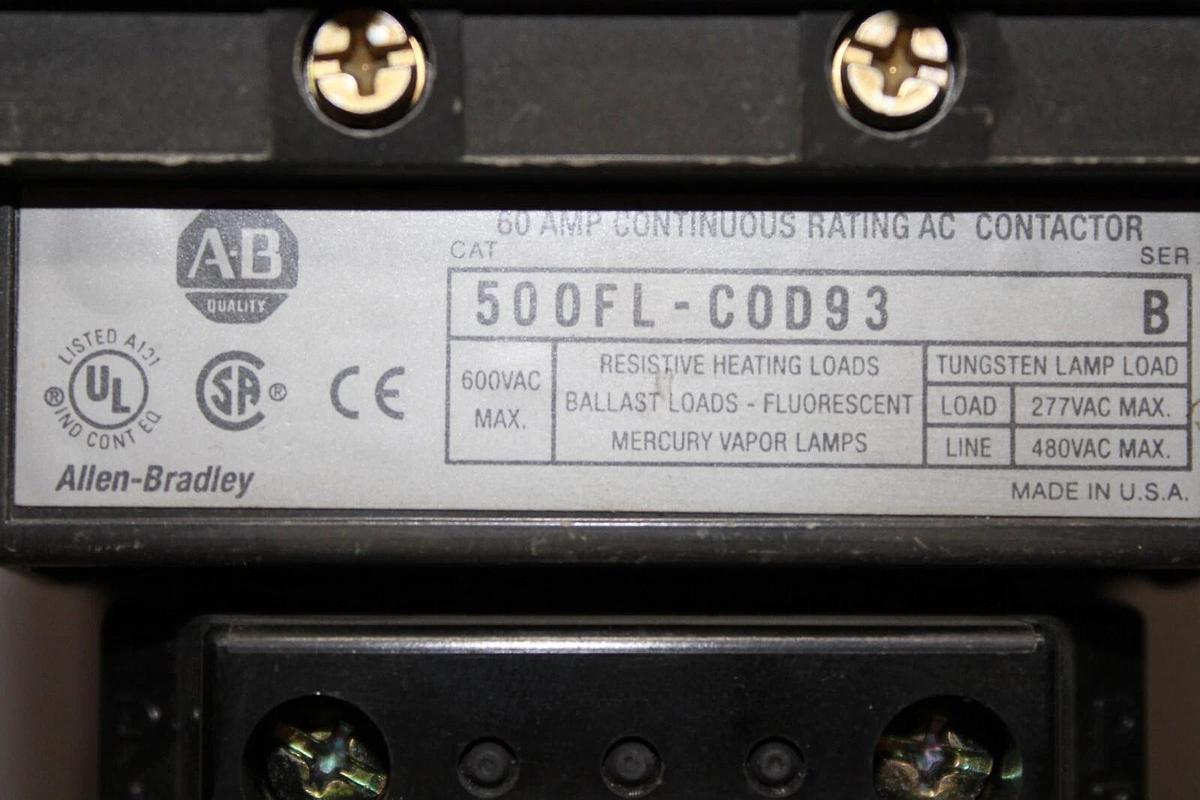 60 AMP CONTINUOUS RATING AC CONTACTOR
A-B
QUALITY
CAT
SER
500FL-COD93
B
LISTED A131
UL
®
IND CONT EQ
SA ®
CE
600VAC
MAX.
RESISTIVE HEATING LOADS
BALLAST LOADS - FLUORESCENT
MERCURY VAPOR LAMPS
TUNGSTEN LAMP LOAD
LOAD
277VAC MAX.
LINE
480VAC MAX.
Allen-Bradley
MADE IN U.S.A.